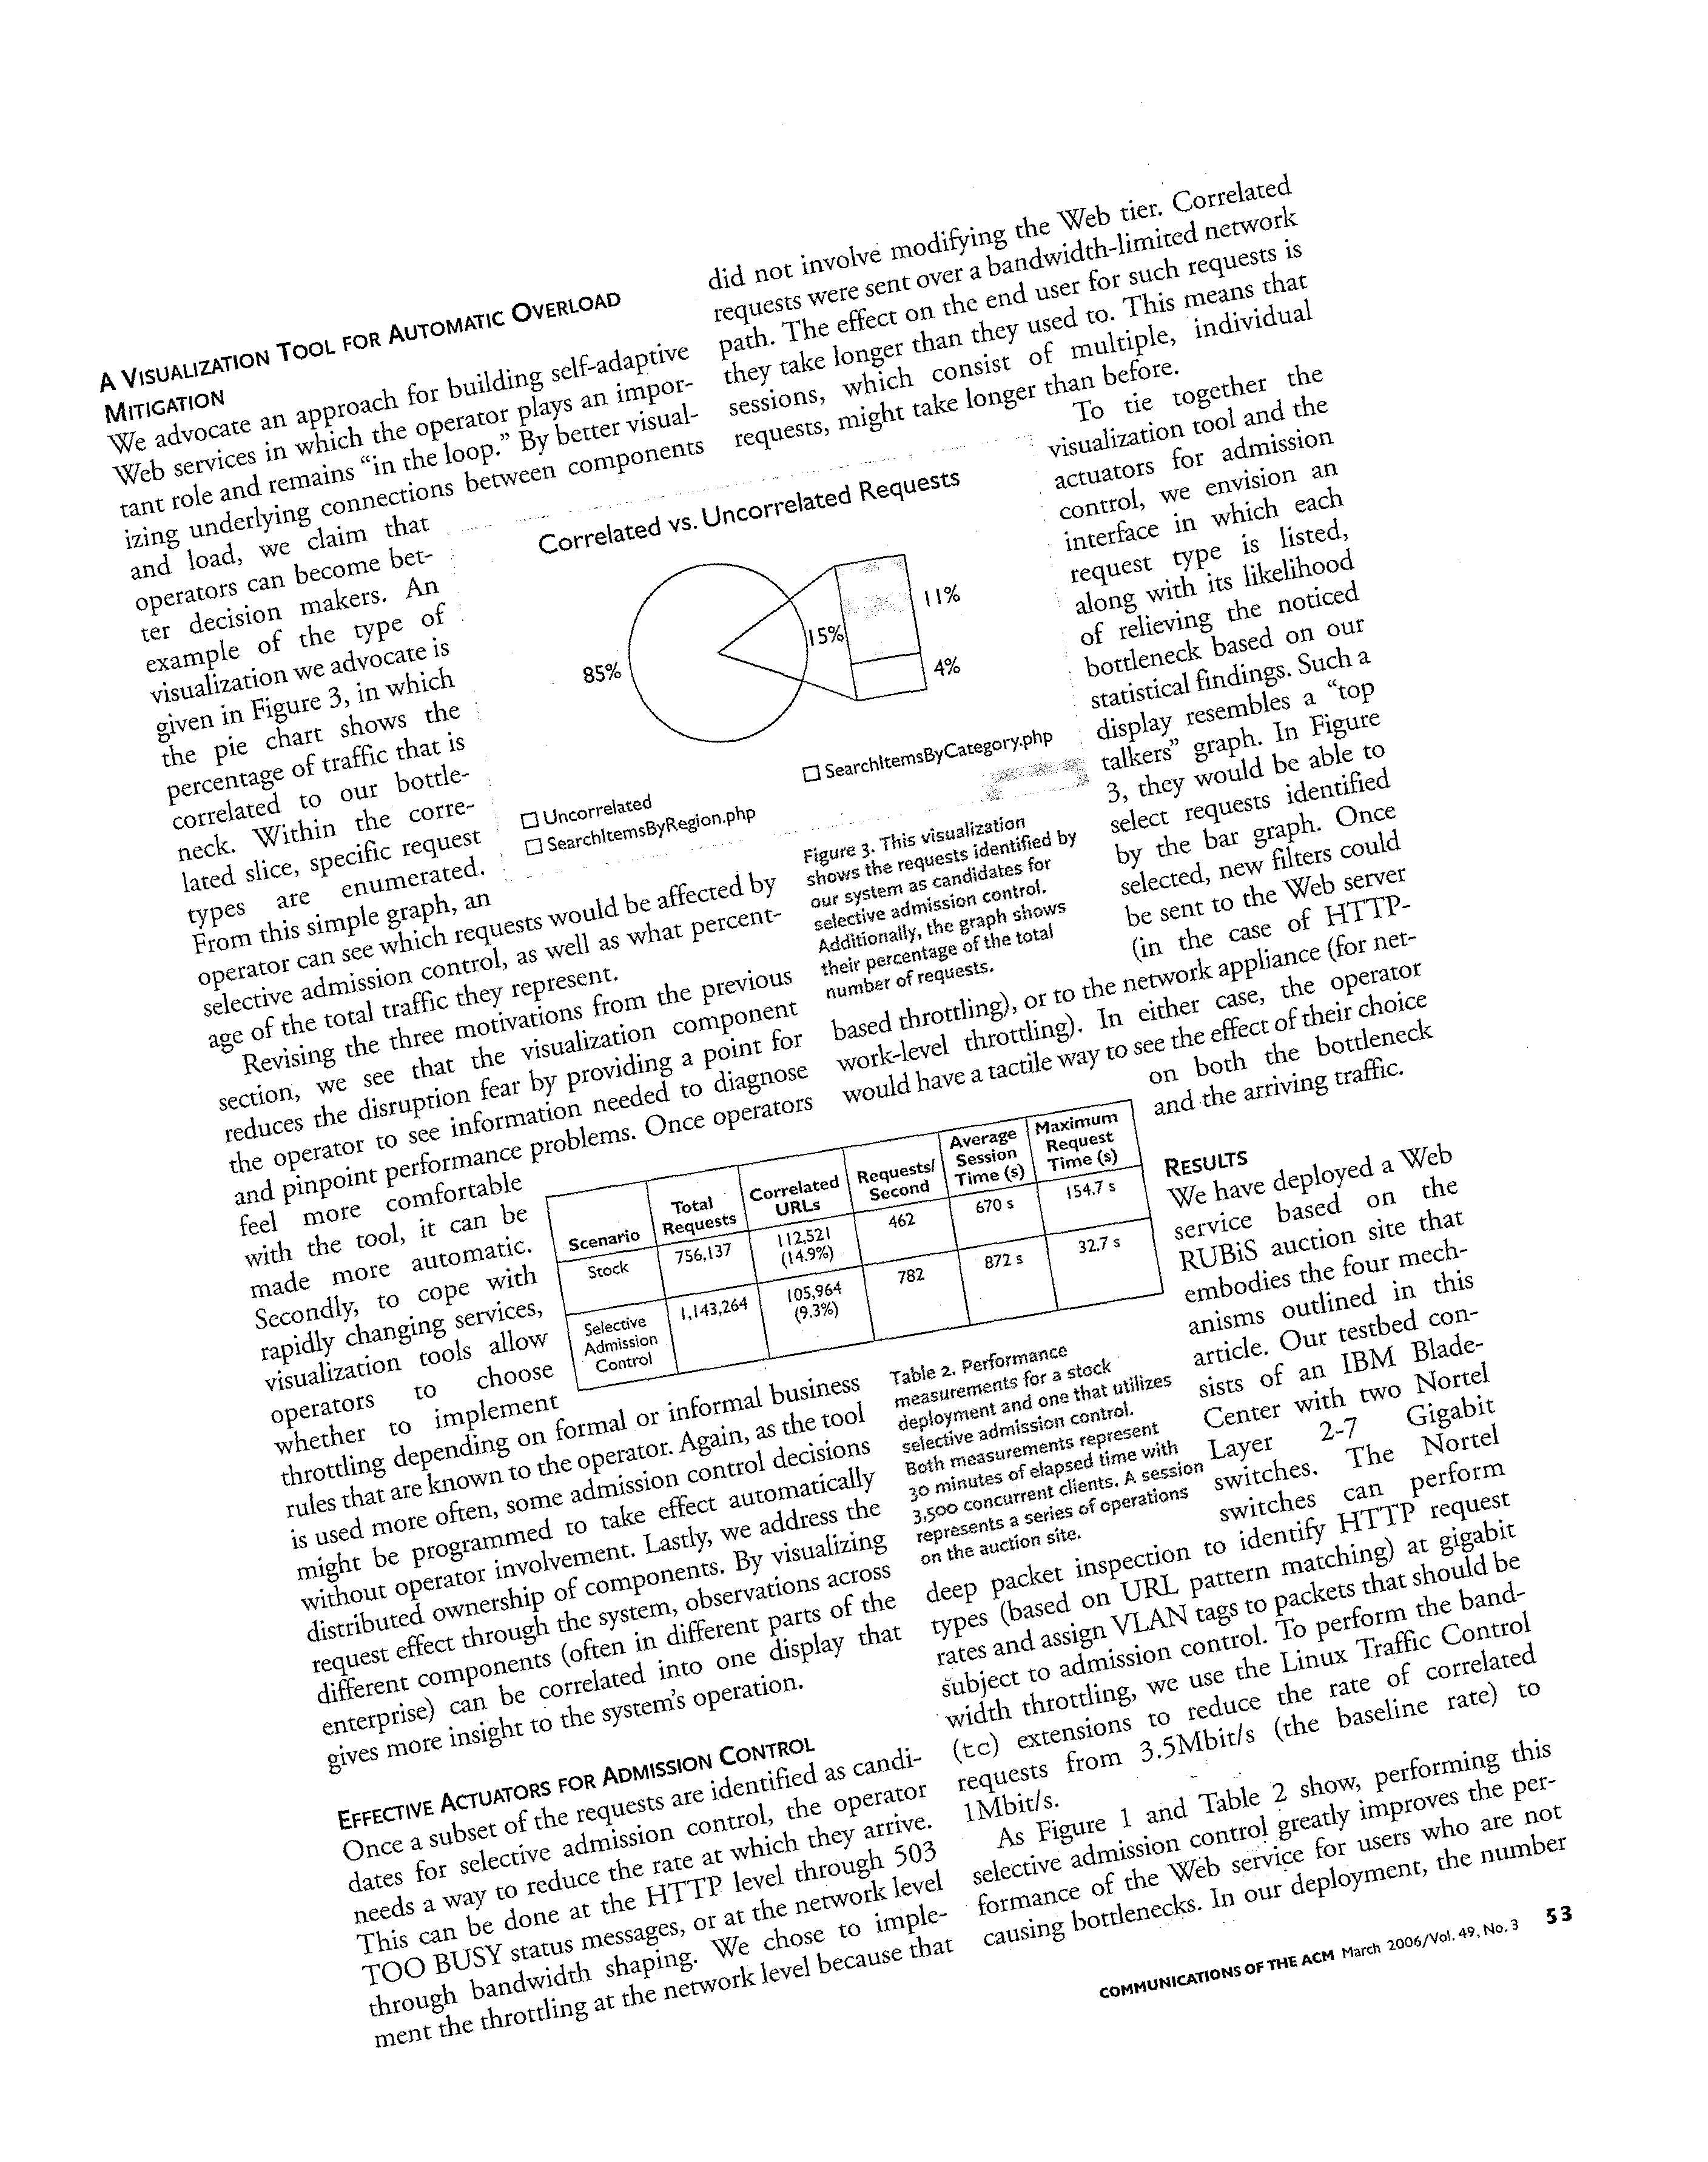 A VISUALIZATION TOOL FOR AUTOMATIC OVERLOAD
MITIGATION
We advocate an approach for building self-adaptive
Web services in which the operator plays an impor-
tant role and remains “in the loop.” By better visual-
izing underlying connections between components
and load, we claim that
operators can become bet-
ter decision makers. An
example of the type of
visualization we advocate is
given in Figure 3, in which
the pie chart shows the
percentage of traffic that is
correlated to our bottle-
neck. Within the corre-
lated slice, specific request
types are enumerated.
From this simple graph, an
operator can see which requests would be affected by
selective admission control, as well as what percent-
age of the total traffic they represent.
Revising the three motivations from the previous
section, we see that the visualization component
reduces the disruption fear by providing a point for
the operator to see information needed to diagnose
and pinpoint performance problems. Once operators
feel more comfortable
with the tool, it can be
made more automatic.
Secondly, to cope with
rapidly changing services,
visualization tools allow
operators to choose
whether to implement
throttling depending on formal or informal business
rules that are known to the operator. Again, as the tool
is used more often, some admission control decisions
might be programmed to take effect automatically
without operator involvement. Lastly, we address the
distributed ownership of components. By visualizing
request effect through the system, observations across
different components (often in different parts of the
enterprise) can be correlated into one display that
gives more insight to the system’s operation.
EFFECTIVE ACTUATORS FOR ADMISSION CONTROL
Once a subset of the requests are identified as candi-
dates for selective admission control, the operator
needs a way to reduce the rate at which they arrive.
This can be done at the HTTP level through 503
TOO BUSY status messages, or at the network level
through bandwidth shaping. We chose to imple-
ment the throttling at the network level because that
did not involve modifying the Web tier. Correlated
requests were sent over a bandwidth-limited network
path. The effect on the end user for such requests is
they take longer than they used to. This means that
sessions, which consist of multiple, individual
requests, might take longer than before.
To tie together the
visualization tool and the
actuators for admission
control, we envision an
interface in which each
request type is listed,
along with its likelihood
of relieving the noticed
bottleneck based on our
statistical findings. Such a
display resembles a “top
talkers” graph. In Figure
3, they would be able to
select requests identified
by the bar graph. Once
selected, new filters could
be sent to the Web server
(in the case of HTTP-
based throttling), or to the network appliance (for net-
work-level throttling). In either case, the operator
would have a tactile way to see the effect of their choice
on both the bottleneck
and the arriving traffic.
RESULTS
We have deployed a Web
service based on the
RUBiS auction site that
embodies the four mech-
anisms outlined in this
article. Our testbed con-
sists of an IBM Blade-
Center with two Nortel
Layer 2-7 Gigabit
switches. The Nortel
switches can perform
deep packet inspection to identify HTTP request
types (based on URL pattern matching) at gigabit
rates and assign VLAN tags to packets that should be
subject to admission control. To perform the band-
width throttling, we use the Linux Traffic Control
(tc) extensions to reduce the rate of correlated
requests from 3.5Mbit/s (the baseline rate) to
1Mbit/s.
As Figure 1 and Table 2 show, performing this
selective admission control greatly improves the per-
formance of the Web service for users who are not
causing bottlenecks. In our deployment, the number
Correlated vs. Uncorrelated Requests
85%
15%
11%
4%
Uncorrelated
SearchItemsByRegion.php
SearchItemsByCategory.php
Figure 3. This visualization
shows the requests identified by
our system as candidates for
selective admission control.
Additionally, the graph shows
their percentage of the total
number of requests.
Scenario Total Requests Correlated URLs Requests/Second Average Session Time (s) Maximum Request Time (s)
Stock 756,137 112,521 (14.9%) 462 670 s 154.7 s
Selective Admission Control 1,143,264 105,964 (9.3%) 782 872 s 32.7 s
Table 2. Performance
measurements for a stock
deployment and one that utilizes
selective admission control.
Both measurements represent
30 minutes of elapsed time with
3,500 concurrent clients. A session
represents a series of operations
on the auction site.
COMMUNICATIONS OF THE ACM March 2006/Vol. 49, No. 3 53